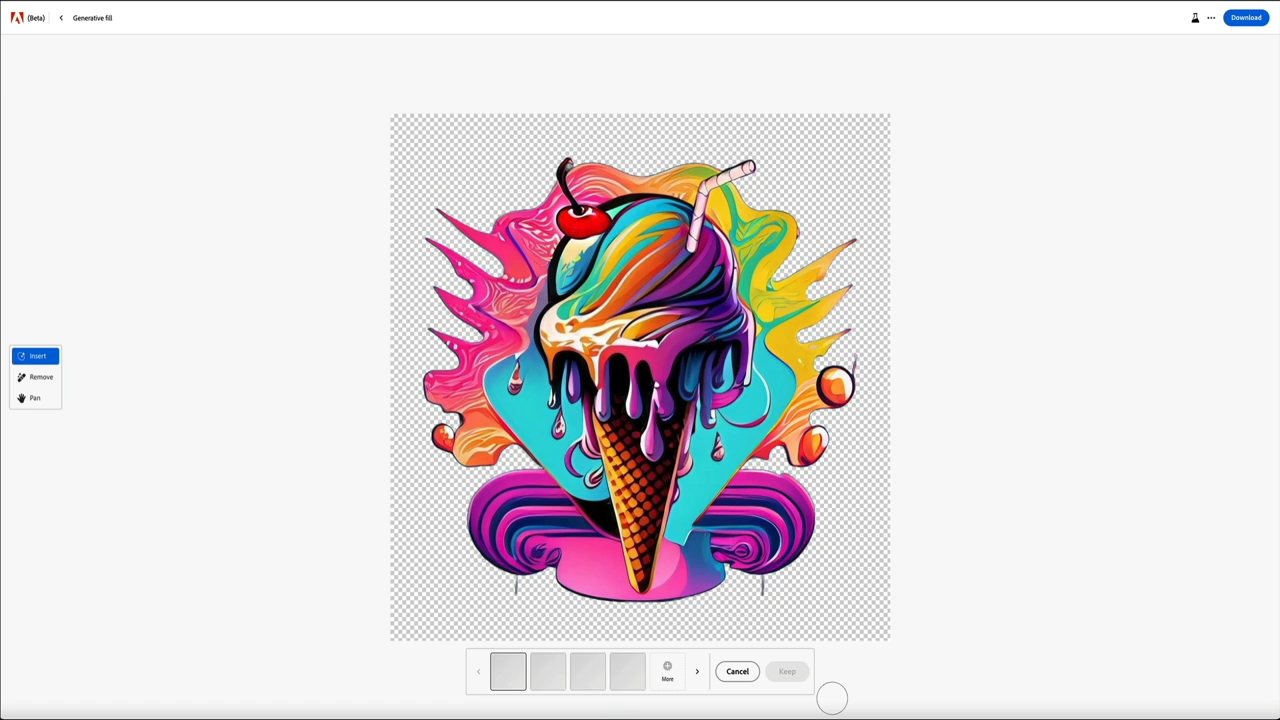 (Beta)
Generative fill
Download
Insert
Remove
Pan
More
Cancel
Keep